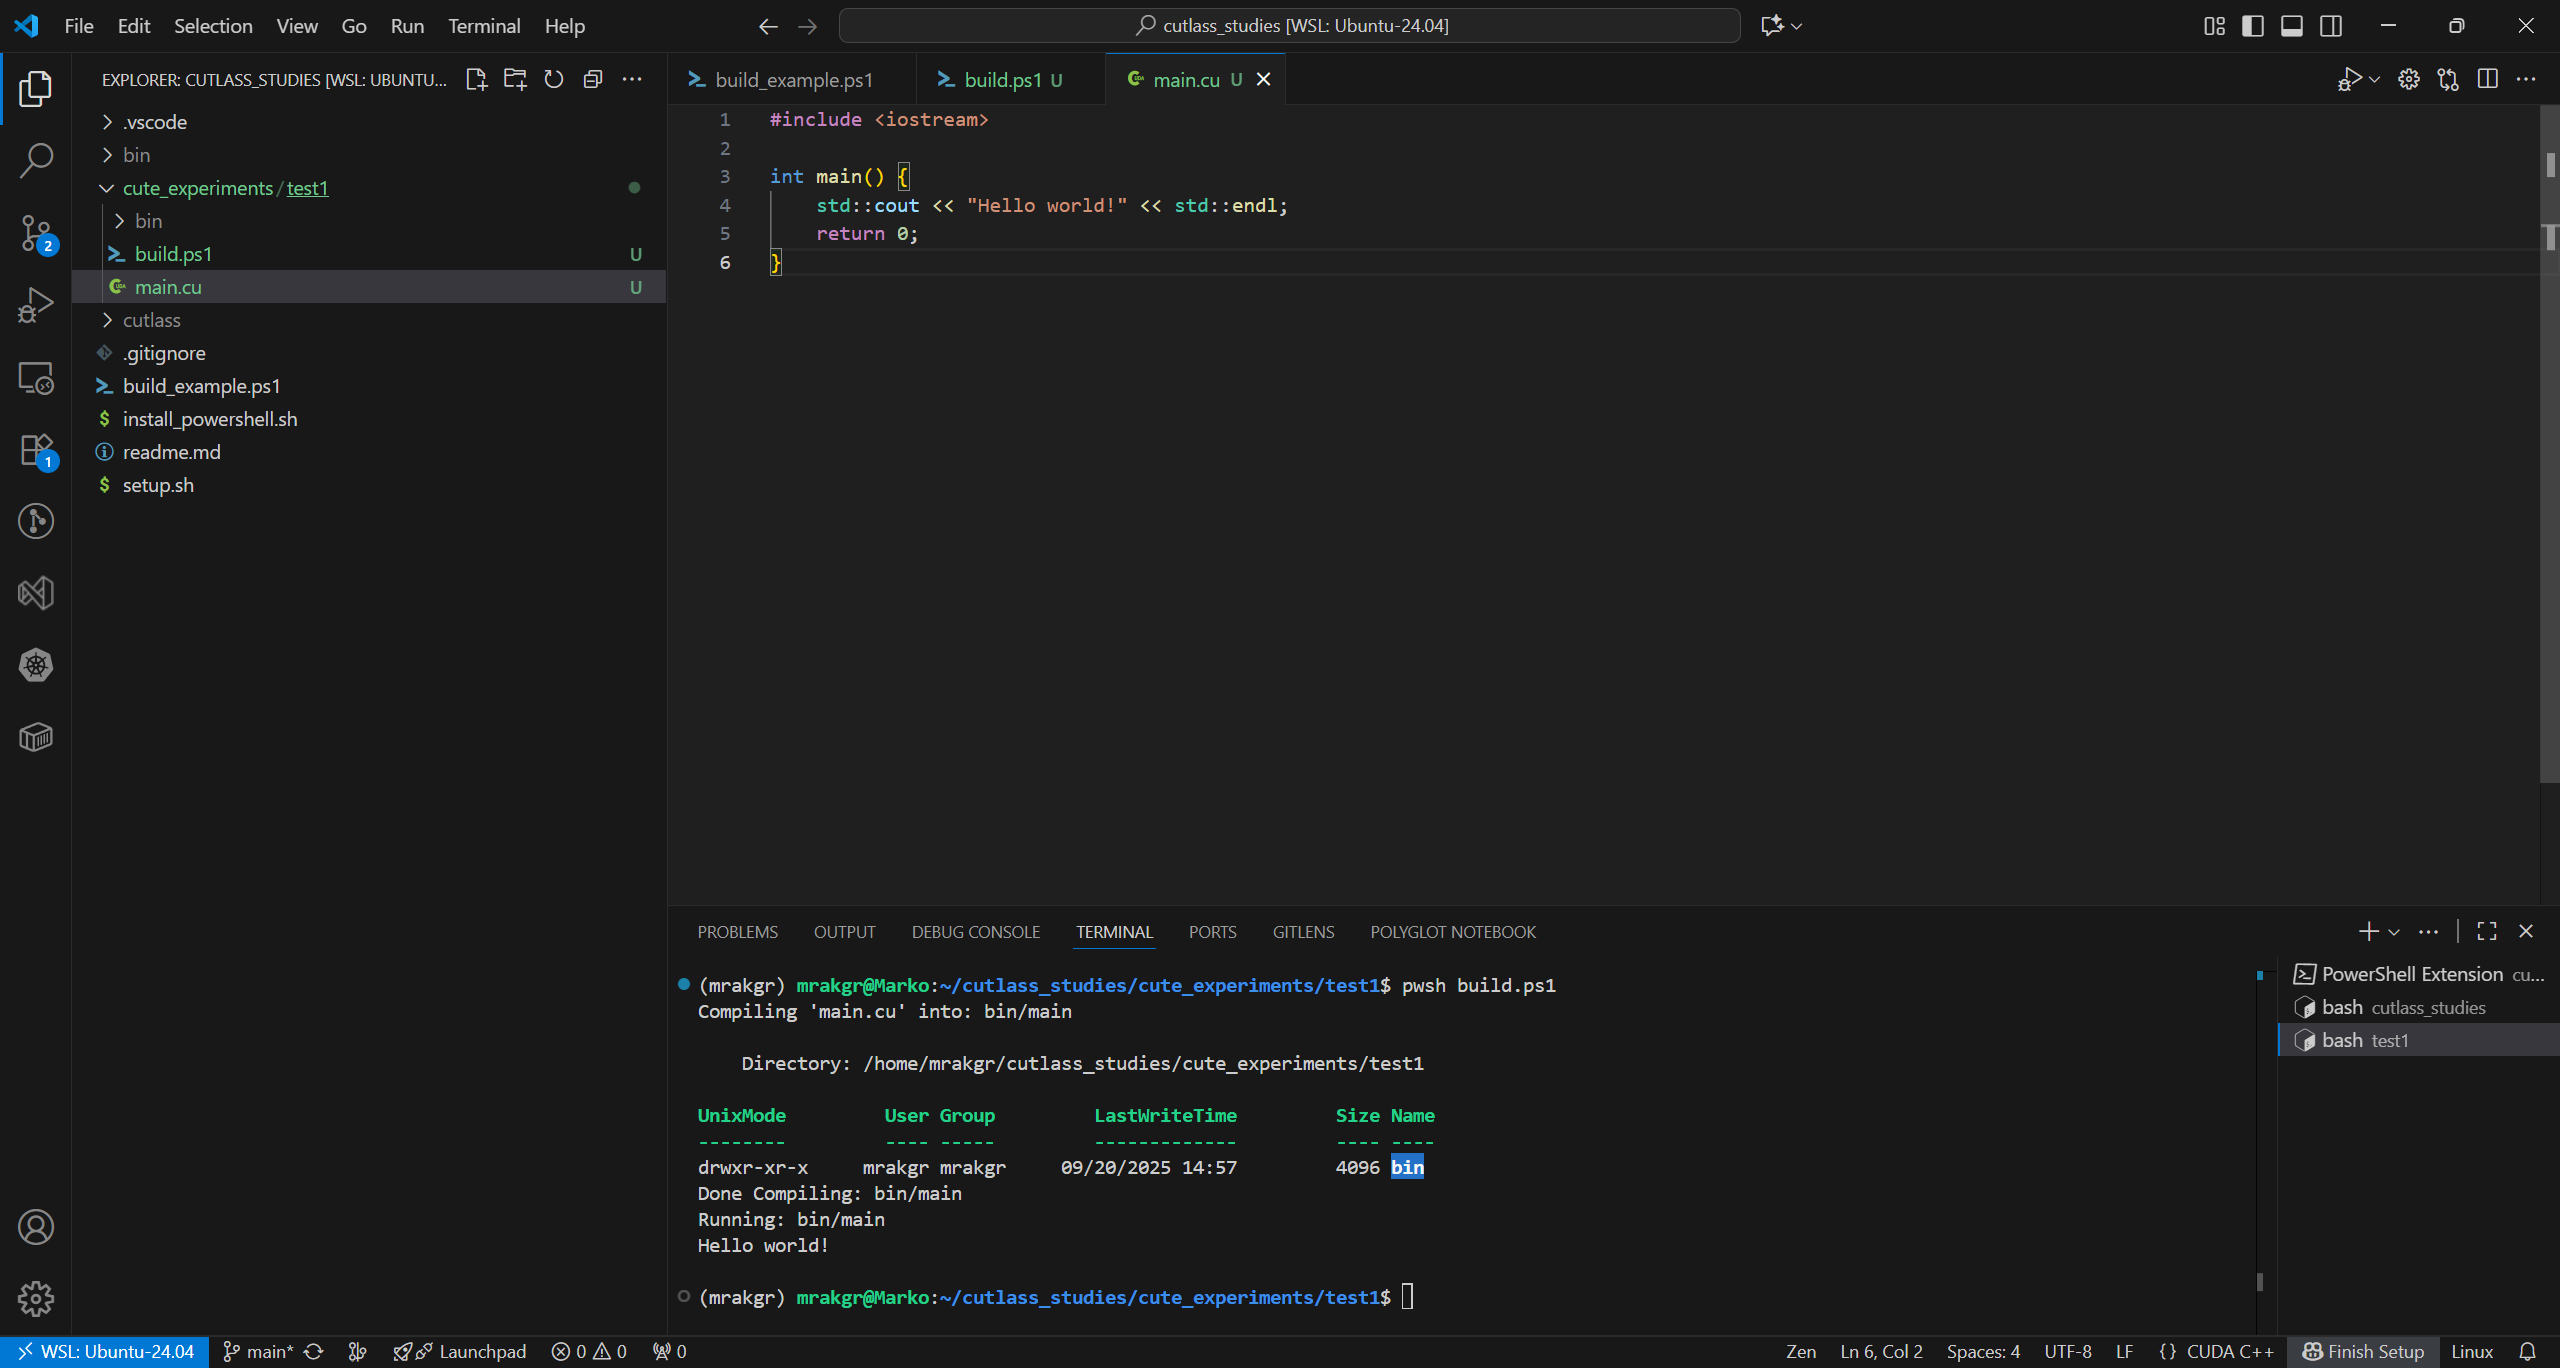 File Edit Selection View Go Run Terminal Help
cutlass_studies [WSL: Ubuntu-24.04]
EXPLORER: CUTLASS_STUDIES [WSL: UBUNTU...
.vscode
bin
cute_experiments/test1
bin
build.ps1 U
main.cu U
cutlass
.gitignore
build_example.ps1
install_powershell.sh
readme.md
setup.sh
2
1
build_example.ps1 build.ps1 U main.cu U
1 #include <iostream>
2
3 int main() {
4 std::cout << "Hello world!" << std::endl;
5 return 0;
6 }
PROBLEMS OUTPUT DEBUG CONSOLE TERMINAL PORTS GITLENS POLYGLOT NOTEBOOK
(mrakgr) mrakgr@Marko:~/cutlass_studies/cute_experiments/test1$ pwsh build.ps1
Compiling 'main.cu' into: bin/main
Directory: /home/mrakgr/cutlass_studies/cute_experiments/test1
UnixMode User Group LastWriteTime Size Name
-------- ---- ----- ------------- ---- ----
drwxr-xr-x mrakgr mrakgr 09/20/2025 14:57 4096 bin
Done Compiling: bin/main
Running: bin/main
Hello world!
(mrakgr) mrakgr@Marko:~/cutlass_studies/cute_experiments/test1$
PowerShell Extension cu...
bash cutlass_studies
bash test1
WSL: Ubuntu-24.04 main* Launchpad 0 0 0 Zen Ln 6, Col 2 Spaces: 4 UTF-8 LF {} CUDA C++ Finish Setup Linux